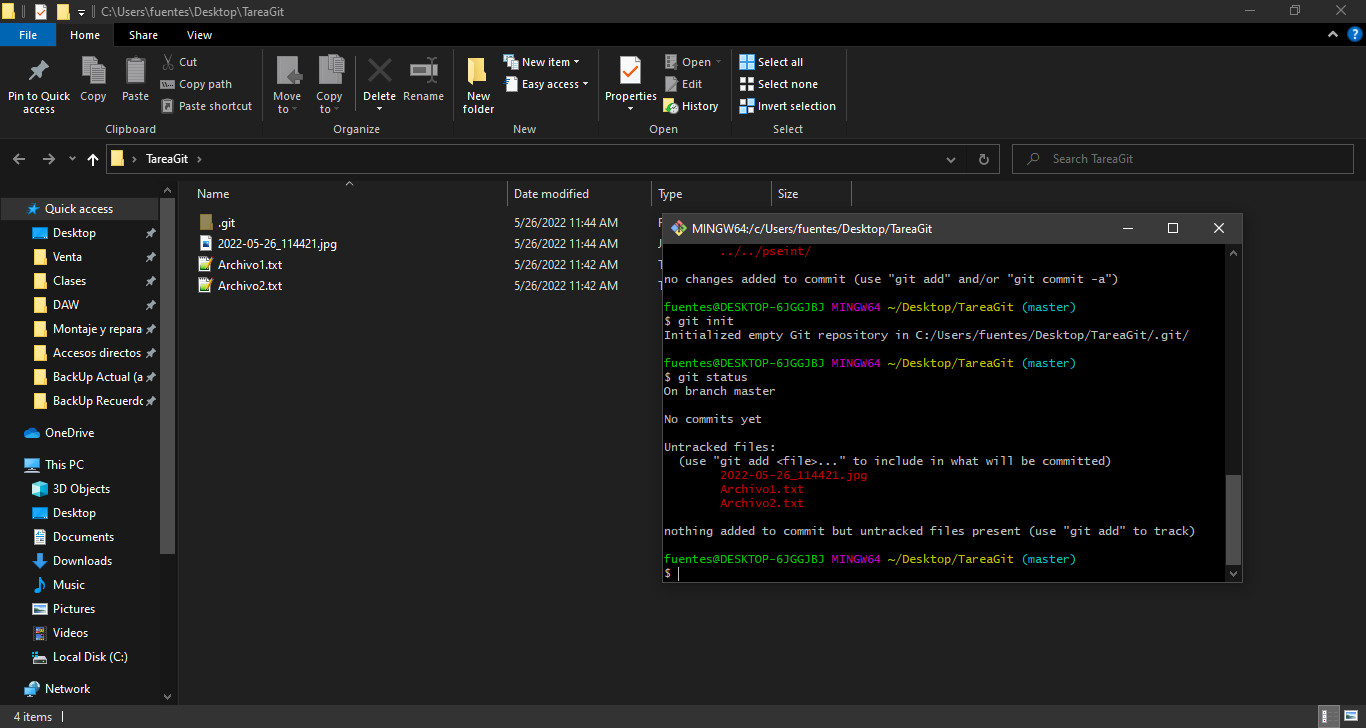 C:\Users\fuentes\Desktop\TareaGit
File Home Share View
Pin to Quick access
Copy
Paste
Cut
Copy path
Paste shortcut
Clipboard
Move to
Copy to
Delete
Rename
Organize
New folder
New item
Easy access
New
Properties
Open
Edit
History
Open
Select all
Select none
Invert selection
Select
TareaGit
Search TareaGit
Quick access
Desktop
Venta
Clases
DAW
Montaje y repara
Accesos directos
BackUp Actual (a
BackUp Recuerdo
OneDrive
This PC
3D Objects
Desktop
Documents
Downloads
Music
Pictures
Videos
Local Disk (C:)
Network
Name Date modified Type Size
.git 5/26/2022 11:44 AM
2022-05-26_114421.jpg 5/26/2022 11:44 AM
Archivo1.txt 5/26/2022 11:42 AM
Archivo2.txt 5/26/2022 11:42 AM
MINGW64:/c/Users/fuentes/Desktop/TareaGit
../../pseint/
no changes added to commit (use "git add" and/or "git commit -a")
fuentes@DESKTOP-6JGGJBJ MINGW64 ~/Desktop/TareaGit (master)
$ git init
Initialized empty Git repository in C:/Users/fuentes/Desktop/TareaGit/.git/
fuentes@DESKTOP-6JGGJBJ MINGW64 ~/Desktop/TareaGit (master)
$ git status
On branch master
No commits yet
Untracked files:
(use "git add <file>..." to include in what will be committed)
2022-05-26_114421.jpg
Archivo1.txt
Archivo2.txt
nothing added to commit but untracked files present (use "git add" to track)
fuentes@DESKTOP-6JGGJBJ MINGW64 ~/Desktop/TareaGit (master)
$
4 items